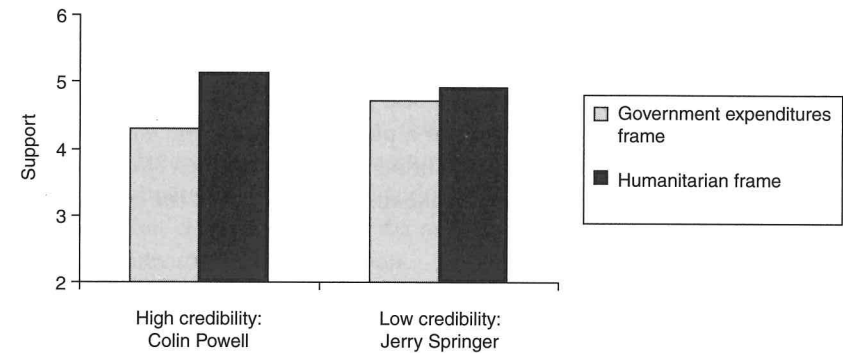 6
5
4
3
2
Support
High credibility:
Colin Powell
Low credibility:
Jerry Springer
Government expenditures
frame
Humanitarian frame